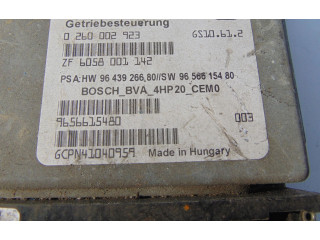 Getriebesteuerung
0 260 002 923 GS10.61.2
ZF 6058 001 142
PSA:HW 96 439 266,80//SW 96 566 154 80
BOSCH_BVA_4HP20_CEM0
9656615480 003
GCPN41040959 Made in Hungary